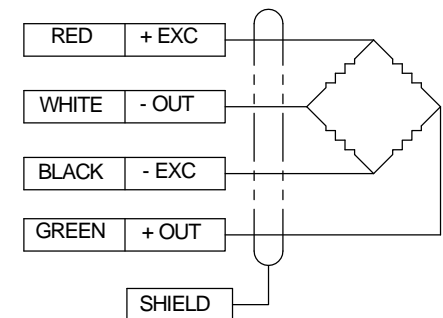 RED + EXC
WHITE - OUT
BLACK - EXC
GREEN + OUT
SHIELD